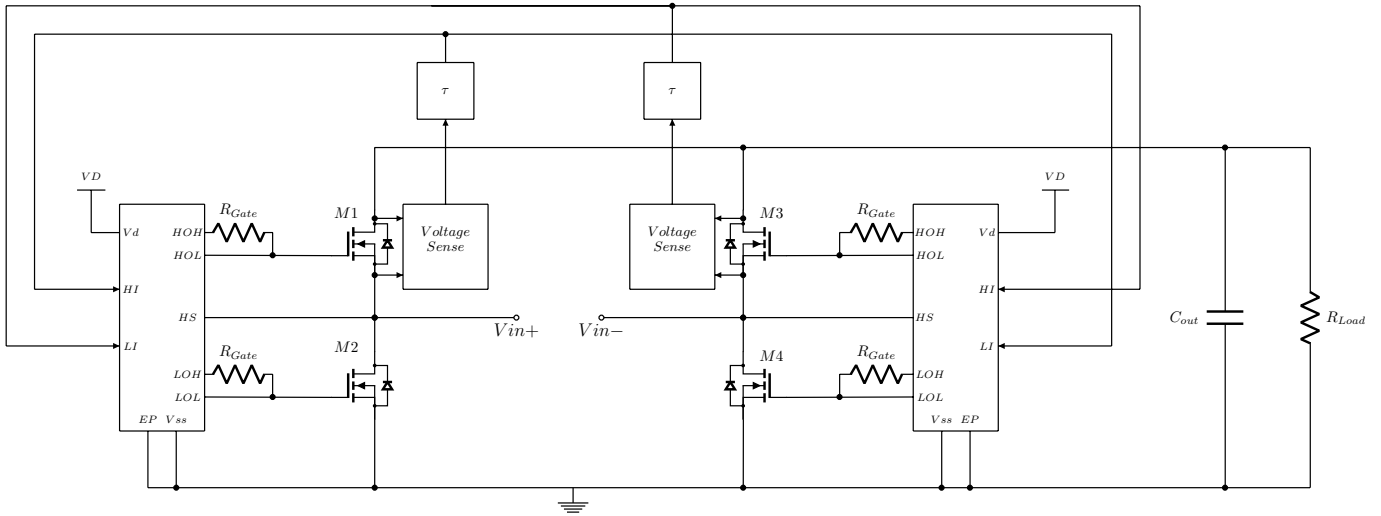 τ
τ
VD
VD
R_Gate
M1
Voltage
Sense
Voltage
Sense
M3
R_Gate
Vd
HOH
HOL
HOH
Vd
HOL
HI
HI
HS
Vin+
Vin−
HS
C_out
R_Load
LI
R_Gate
M2
M4
R_Gate
LI
LOH
LOL
LOH
LOL
EP Vss
Vss EP